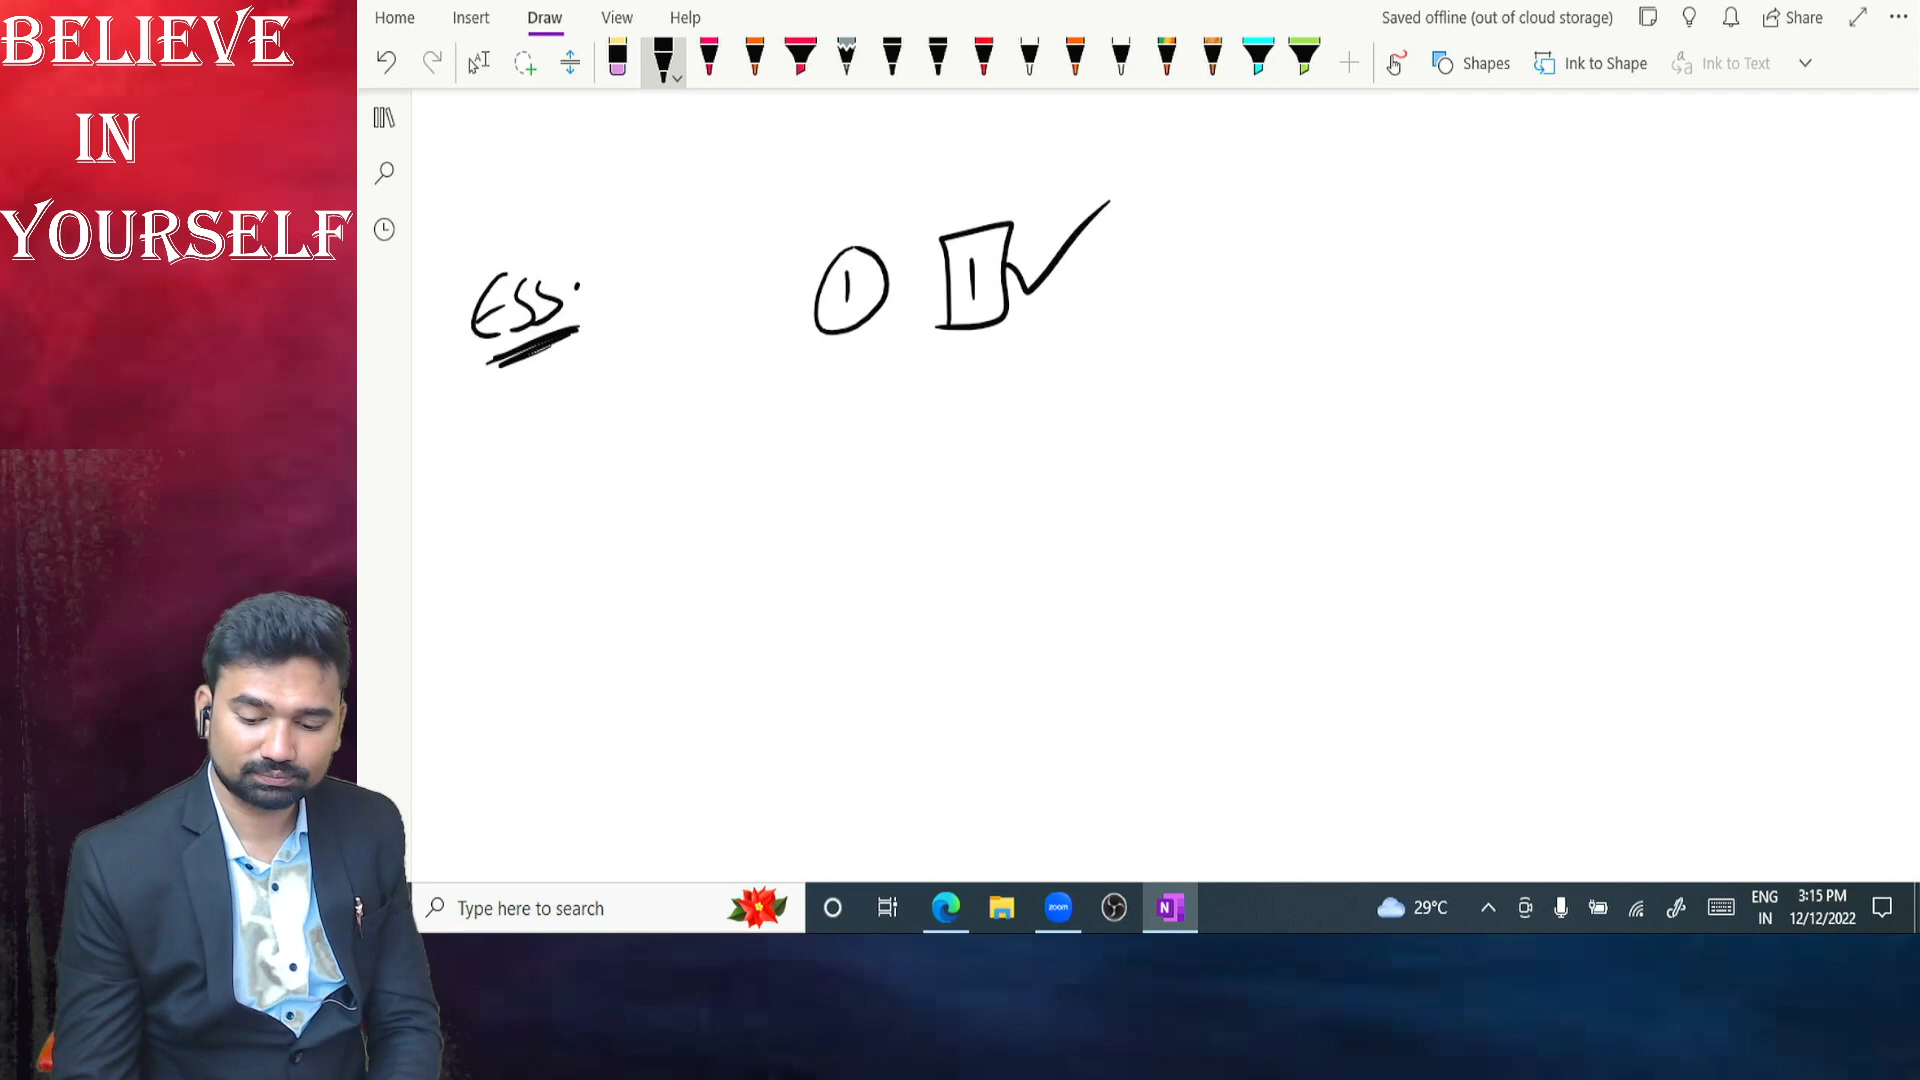 BELIEVE
IN
YOURSELF
Home Insert Draw View Help Saved offline (out of cloud storage) Share
Shapes Ink to Shape Ink to Text
1 1
ESS.
Type here to search zoom N 29°C ENG 3:15 PM
IN 12/12/2022